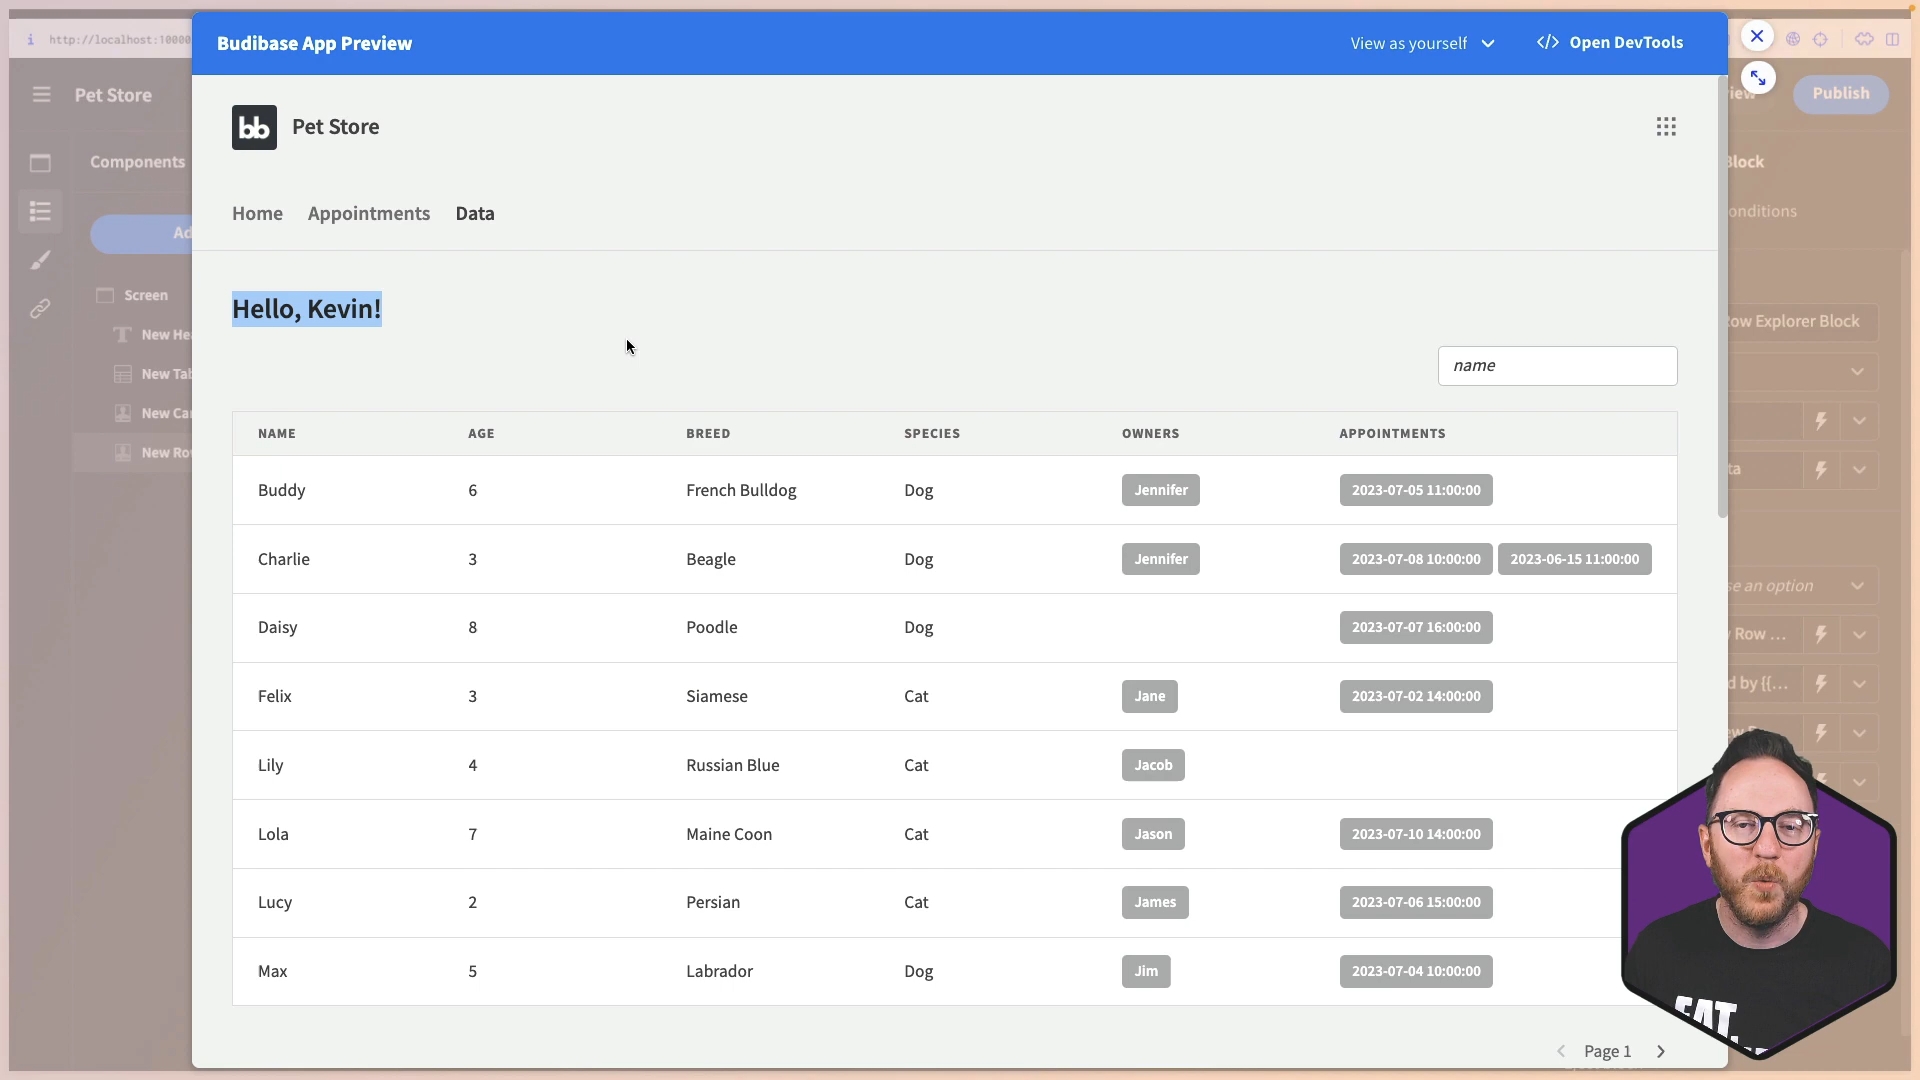 i http://localhost:10000
Budibase App Preview
View as yourself
</> Open DevTools
Pet Store
Publish
bb Pet Store
Components
Home Appointments Data
Screen
Hello, Kevin!
name
Row Explorer Block
NAME AGE BREED SPECIES OWNERS APPOINTMENTS
Buddy 6 French Bulldog Dog Jennifer 2023-07-05 11:00:00
Charlie 3 Beagle Dog Jennifer 2023-07-08 10:00:00 2023-06-15 11:00:00
Daisy 8 Poodle Dog 2023-07-07 16:00:00
Felix 3 Siamese Cat Jane 2023-07-02 14:00:00
Lily 4 Russian Blue Cat Jacob
Lola 7 Maine Coon Cat Jason 2023-07-10 14:00:00
Lucy 2 Persian Cat James 2023-07-06 15:00:00
Max 5 Labrador Dog Jim 2023-07-04 10:00:00
EAT.
Page 1